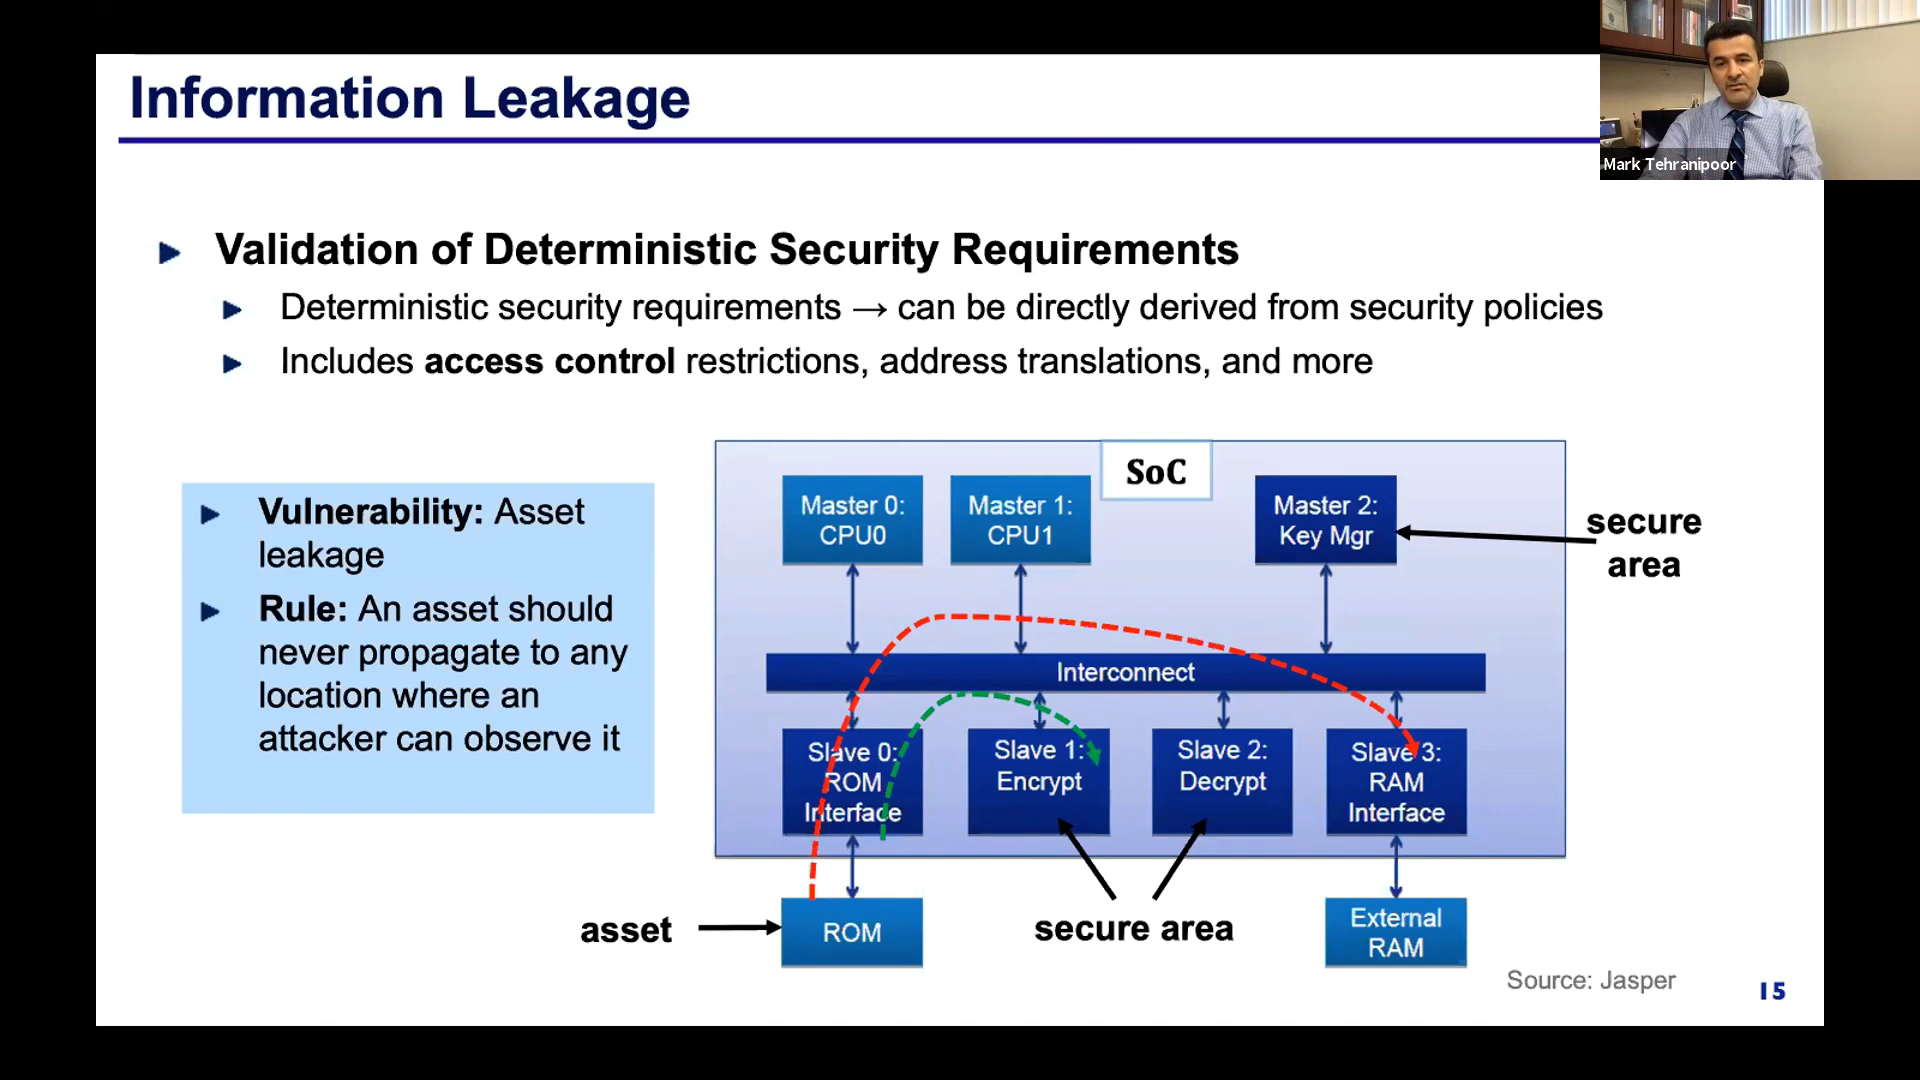 Information Leakage
Mark Tehranipoor
Validation of Deterministic Security Requirements
Deterministic security requirements → can be directly derived from security policies
Includes access control restrictions, address translations, and more
Vulnerability: Asset
leakage
Rule: An asset should
never propagate to any
location where an
attacker can observe it
SoC
Master 0:
CPU0
Master 1:
CPU1
Master 2:
Key Mgr
secure
area
Interconnect
Slave 0:
ROM
Interface
Slave 1:
Encrypt
Slave 2:
Decrypt
Slave 3:
RAM
Interface
asset
ROM
secure area
External
RAM
Source: Jasper
15